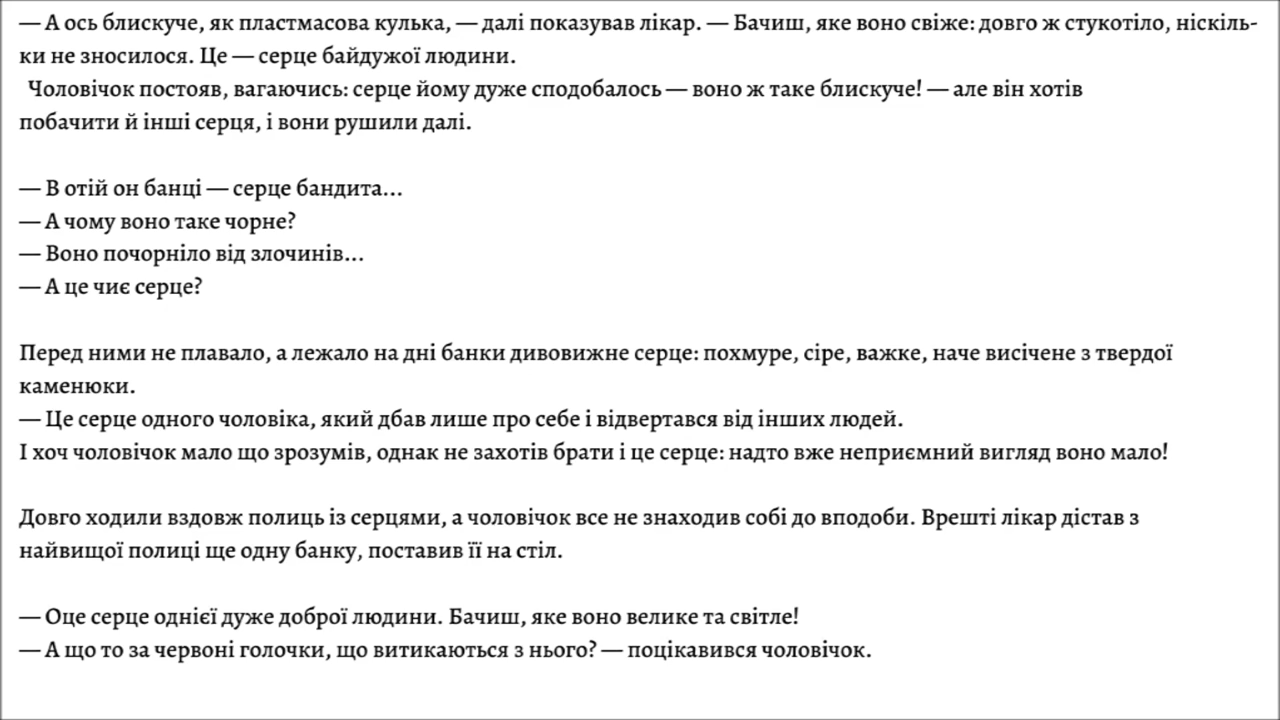 — А ось блискуче, як пластмасова кулька, — далі показував лікар. — Бачиш, яке воно свіже: довго ж стукотіло, ніскіль-
ки не зносилося. Це — серце байдужої людини.
Чоловічок постояв, вагаючись: серце йому дуже сподобалось — воно ж таке блискуче! — але він хотів
побачити й інші серця, і вони рушили далі.
— В отій он банці — серце бандита...
— А чому воно таке чорне?
— Воно почорніло від злочинів...
— А це чиє серце?
Перед ними не плавало, а лежало на дні банки дивовижне серце: похмуре, сіре, важке, наче висічене з твердої
каменюки.
— Це серце одного чоловіка, який дбав лише про себе і відвертався від інших людей.
І хоч чоловічок мало що зрозумів, однак не захотів брати і це серце: надто вже неприємний вигляд воно мало!
Довго ходили вздовж полиць із серцями, а чоловічок все не знаходив собі до вподоби. Врешті лікар дістав з
найвищої полиці ще одну банку, поставив її на стіл.
— Оце серце однієї дуже доброї людини. Бачиш, яке воно велике та світле!
— А що то за червоні голочки, що витикаються з нього? — поцікавився чоловічок.